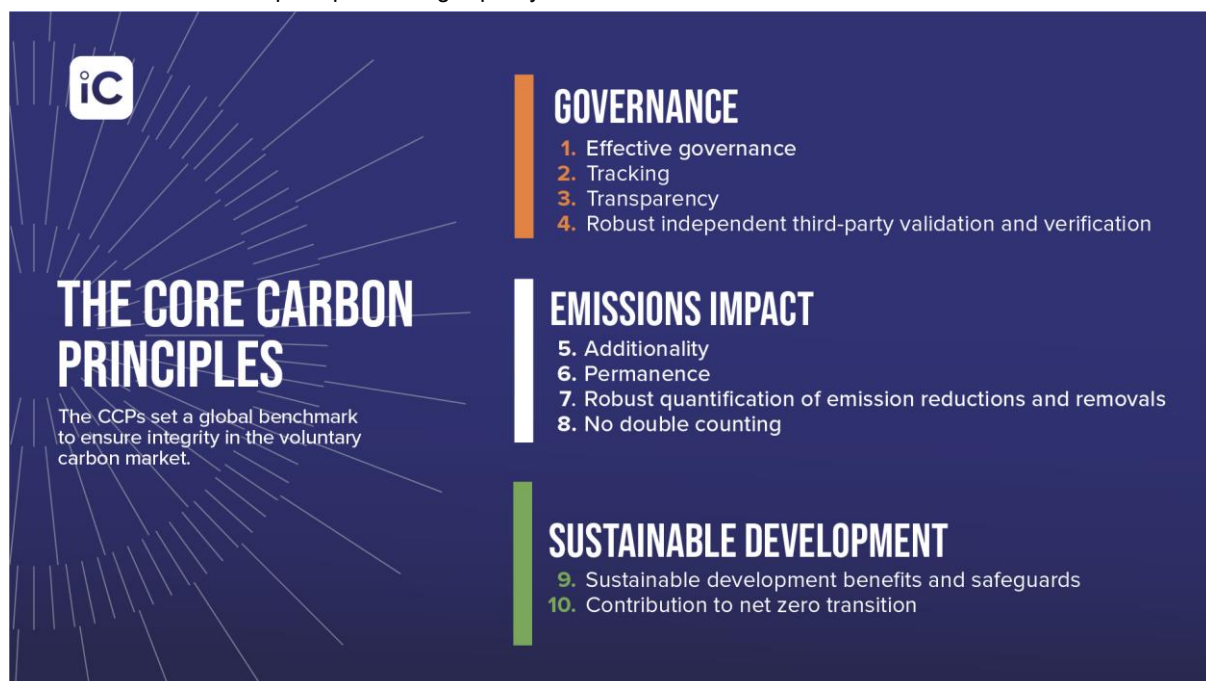 iC
THE CORE CARBON
PRINCIPLES
The CCPs set a global benchmark
to ensure integrity in the voluntary
carbon market.
GOVERNANCE
1. Effective governance
2. Tracking
3. Transparency
4. Robust independent third-party validation and verification
EMISSIONS IMPACT
5. Additionality
6. Permanence
7. Robust quantification of emission reductions and removals
8. No double counting
SUSTAINABLE DEVELOPMENT
9. Sustainable development benefits and safeguards
10. Contribution to net zero transition